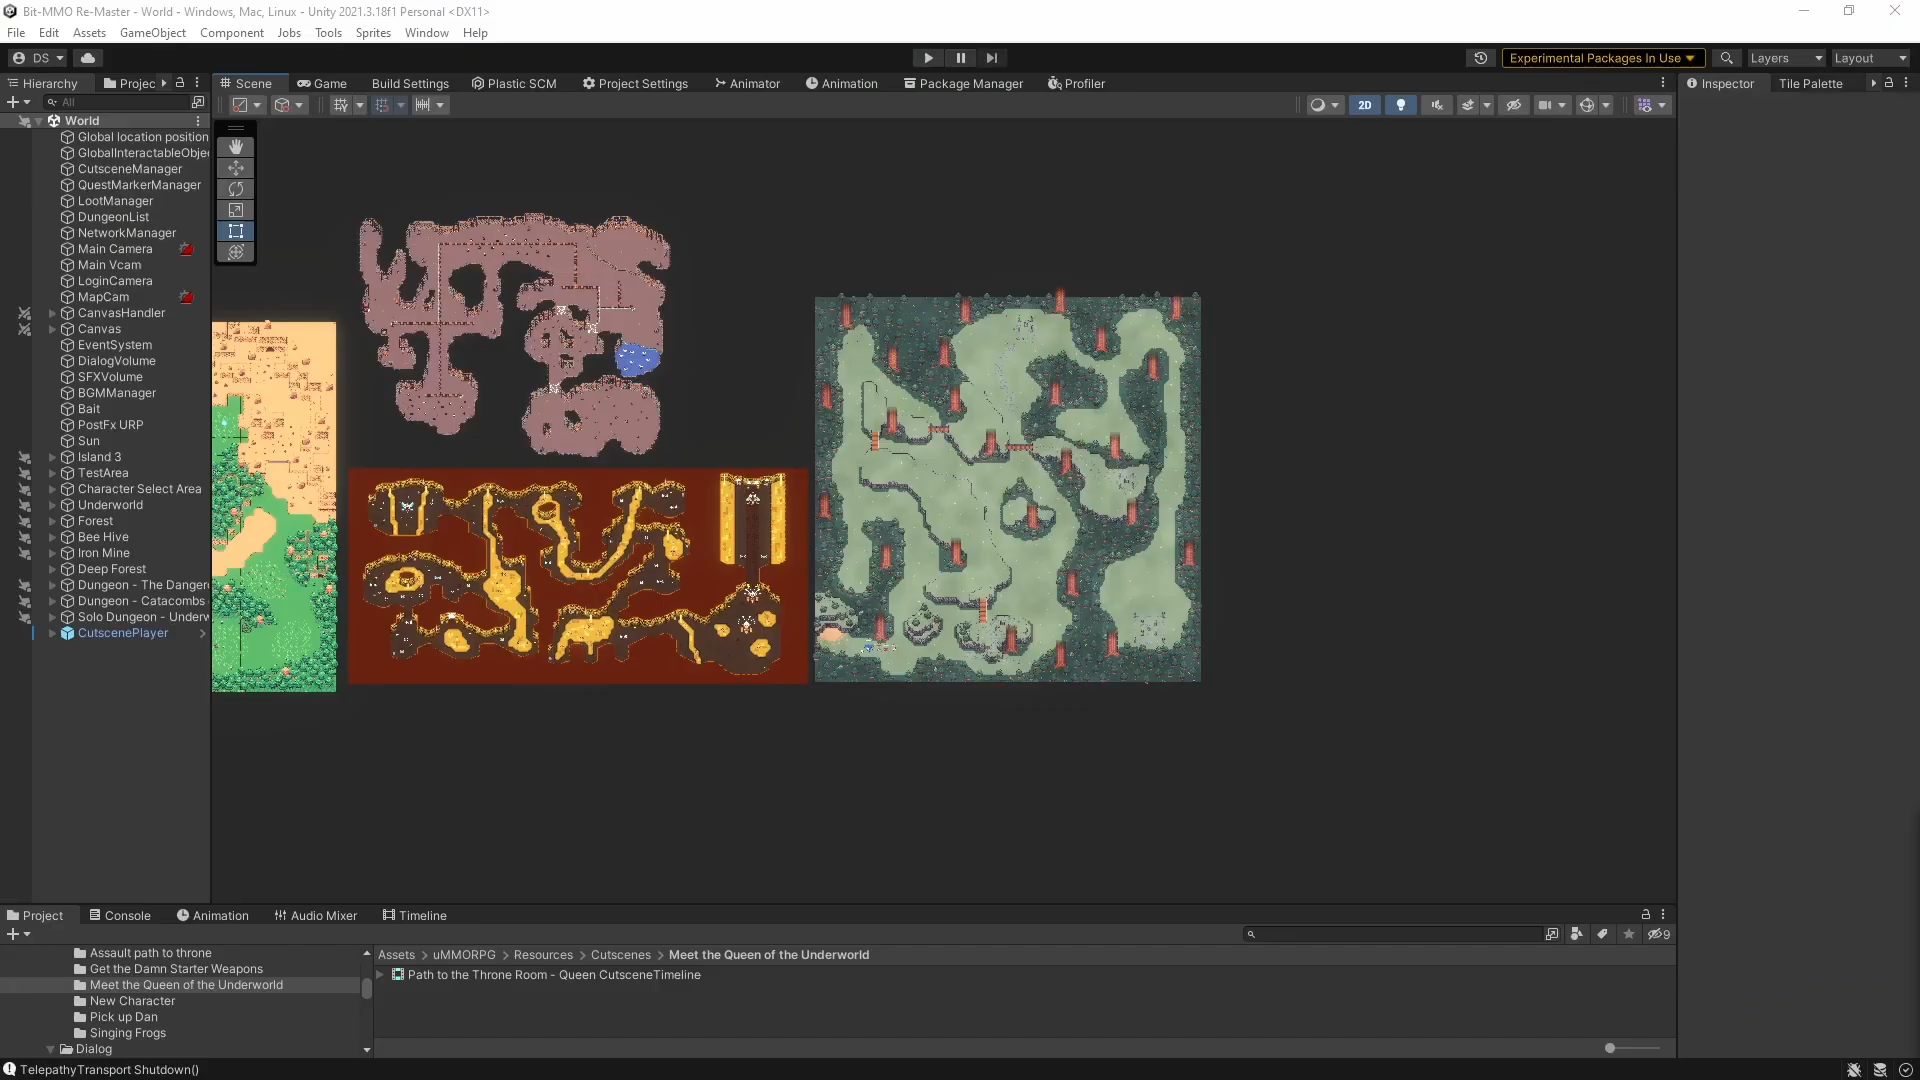 Bit-MMO Re-Master - World - Windows, Mac, Linux - Unity 2021.3.18f1 Personal <DX11>
File Edit Assets GameObject Component Jobs Tools Sprites Window Help
DS
Experimental Packages In Use
Layers
Layout
Hierarchy
Projec
Scene
Game
Build Settings
Plastic SCM
Project Settings
Animator
Animation
Package Manager
Profiler
Inspector
Tile Palette
All
2D
World
Global location position
GlobalInteractableObje
CutsceneManager
QuestMarkerManager
LootManager
DungeonList
NetworkManager
Main Camera
Main Vcam
LoginCamera
MapCam
CanvasHandler
Canvas
EventSystem
DialogVolume
SFXVolume
BGMManager
Bait
PostFx URP
Sun
Island 3
TestArea
Character Select Area
Underworld
Forest
Bee Hive
Iron Mine
Deep Forest
Dungeon - The Danger
Dungeon - Catacombs
Solo Dungeon - Underw
CutscenePlayer
Project
Console
Animation
Audio Mixer
Timeline
9
Assault path to throne
Get the Damn Starter Weapons
Meet the Queen of the Underworld
New Character
Pick up Dan
Singing Frogs
Dialog
Assets > uMMORPG > Resources > Cutscenes > Meet the Queen of the Underworld
Path to the Throne Room - Queen CutsceneTimeline
TelepathyTransport Shutdown()